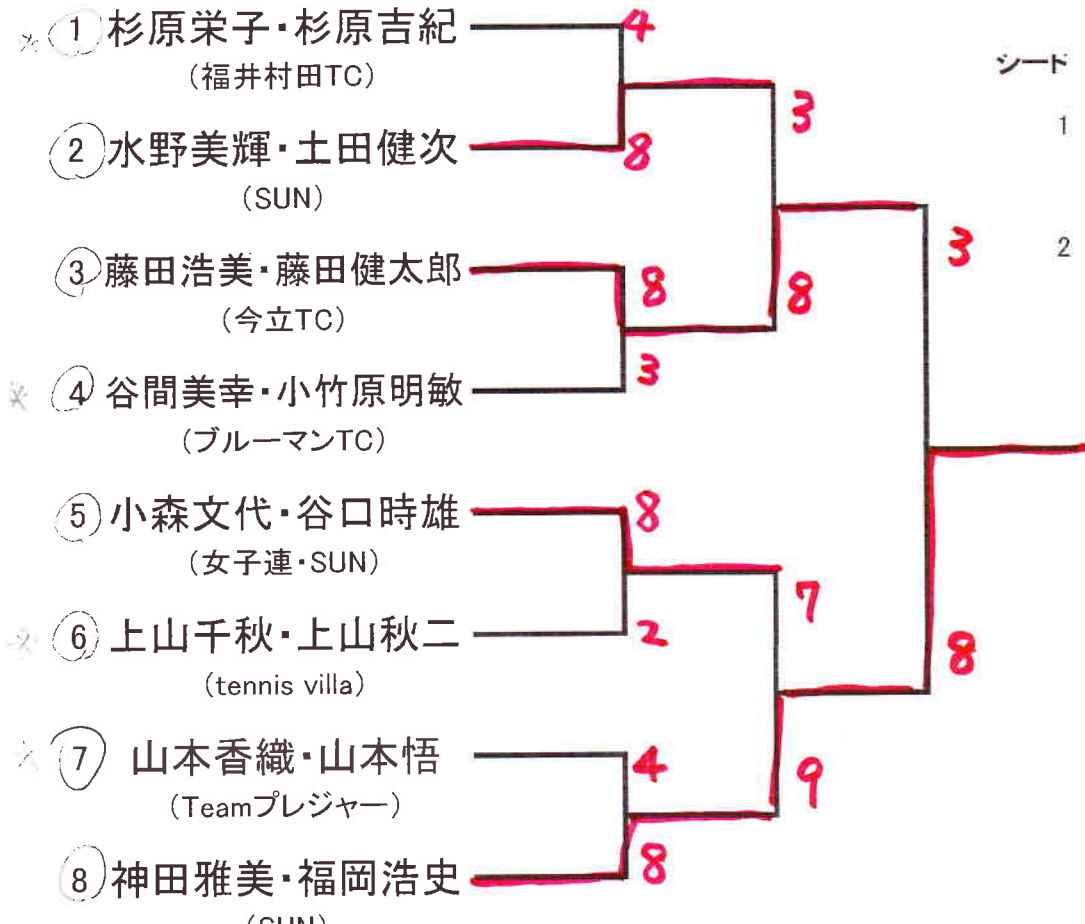 ※ 1 杉原栄子・杉原吉紀 4
(福井村田TC)
シード
3
1
2 水野美輝・土田健次 8
(SUN)
3
2
3 藤田浩美・藤田健太郎 8
8
(今立TC)
3
※ 4 谷間美幸・小竹原明敏
(ブルーマンTC)
5 小森文代・谷口時雄 8
(女子連・SUN)
7
※ 6 上山千秋・上山秋二 2
8
(tennis villa)
※ 7 山本香織・山本悟 4
9
(Teamプレジャー)
8 神田雅美・福岡浩史 8
(SUN)